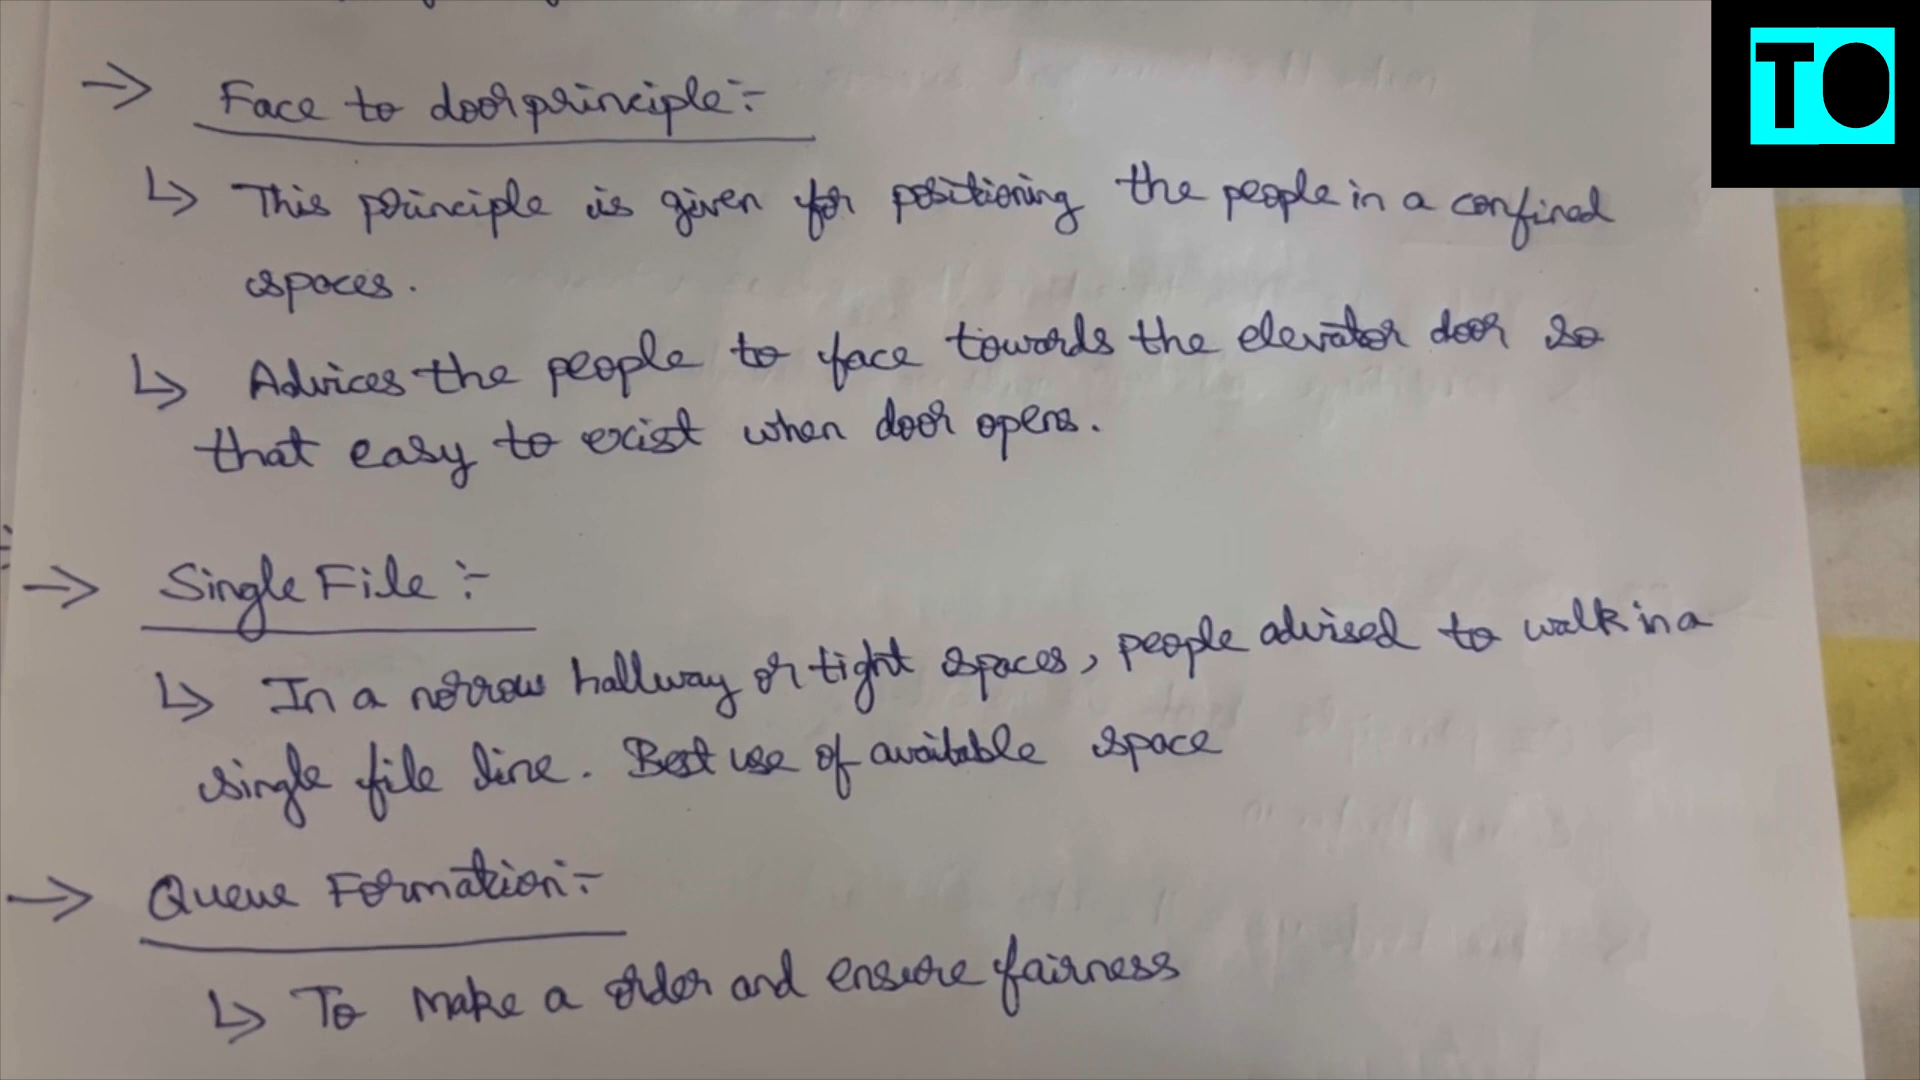 TO
→ Face to door principle :-
↳ This principle is given for positioning the people in a confined
spaces.
↳ Advices the people to face towards the elevator door so
that easy to exist when door opens.
→ Single File :-
↳ In a norrow hallway or tight spaces, people advised to walk in a
single file line. Best use of available space
→ Queue Formation :-
↳ To make a order and ensure fairness